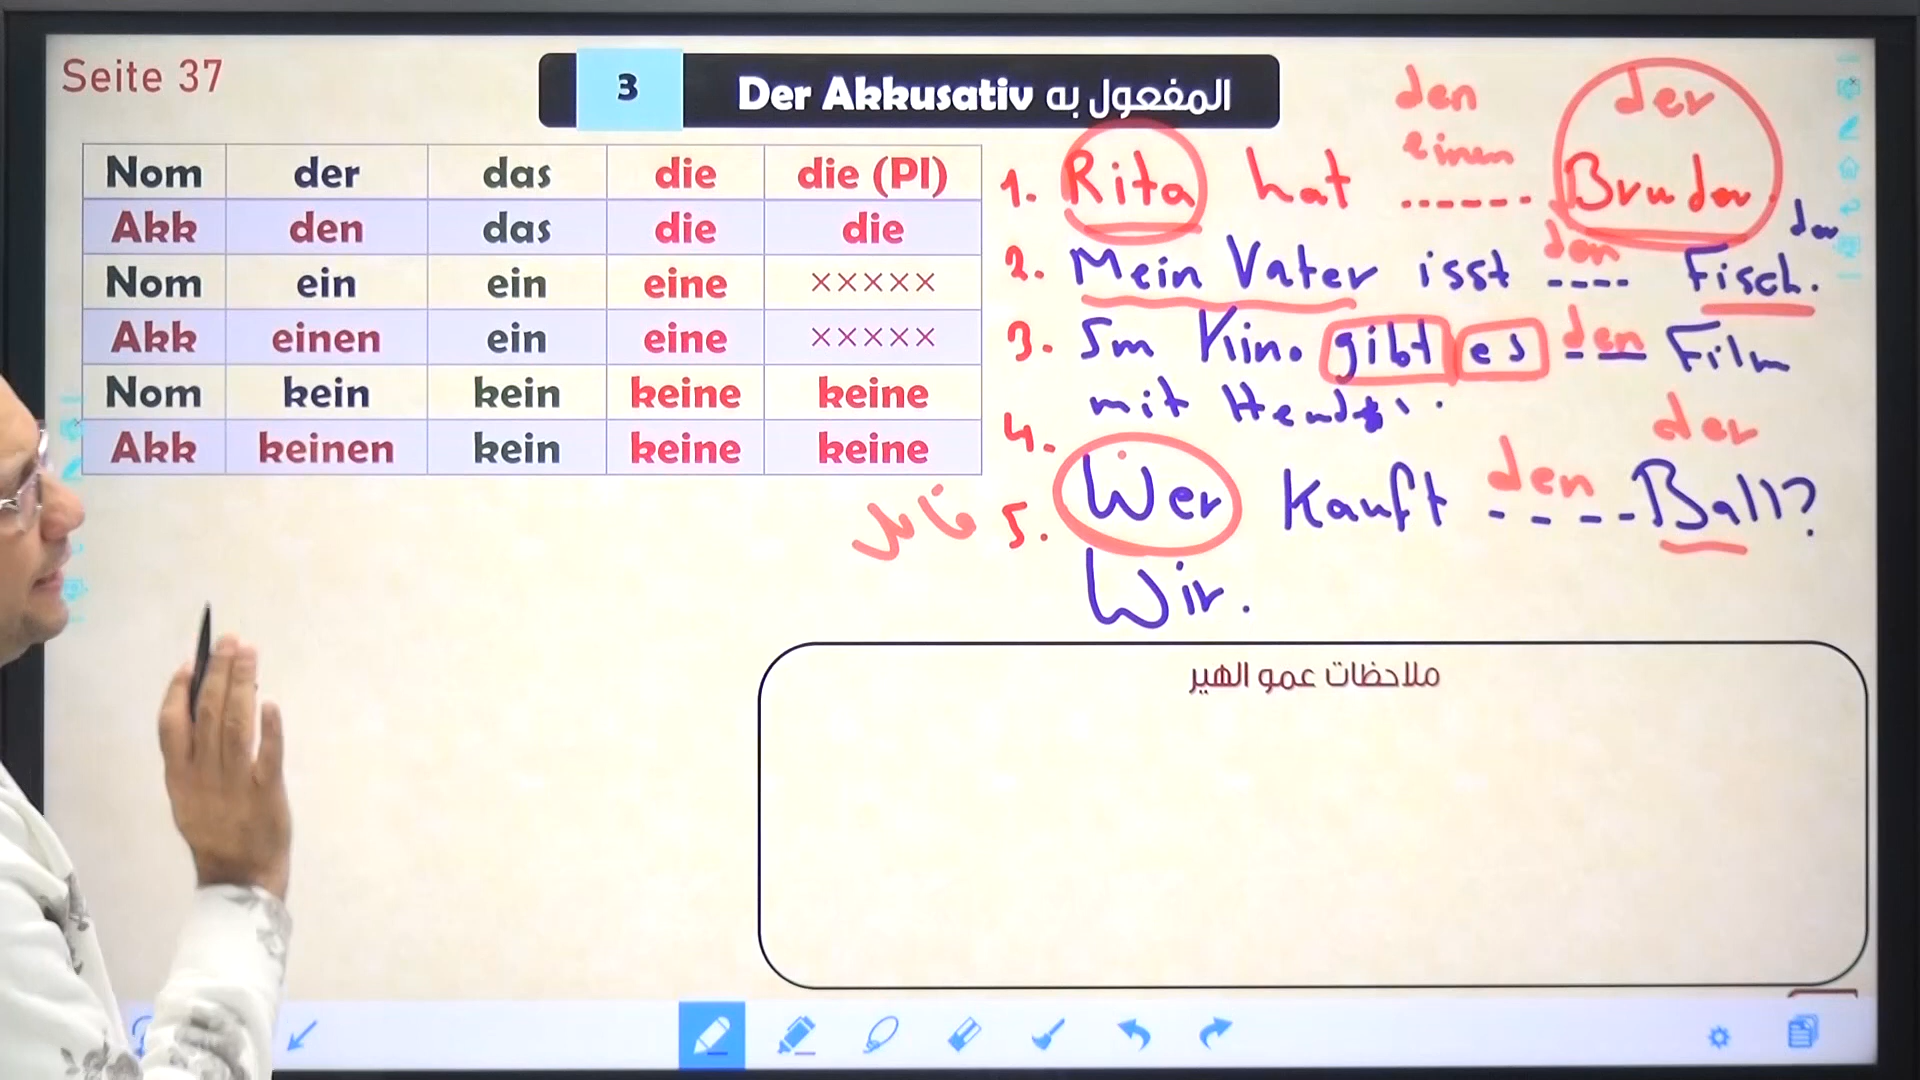 Seite 37
3 Der Akkusativ المفعول به
Nom der das die die (Pl)
Akk den das die die
Nom ein ein eine ×××××
Akk einen ein eine ×××××
Nom kein kein keine keine
Akk keinen kein keine keine
den der
einen
1. Rita hat ....... Bruder.
den der
2. Mein Vater isst ---- Fisch.
den
3. Im Kino gibt es --- Film
mit Hend
4.
den der
فاعل 5. Wer kauft ----- Ball?
Wir.
ملاحظات عمو الهير